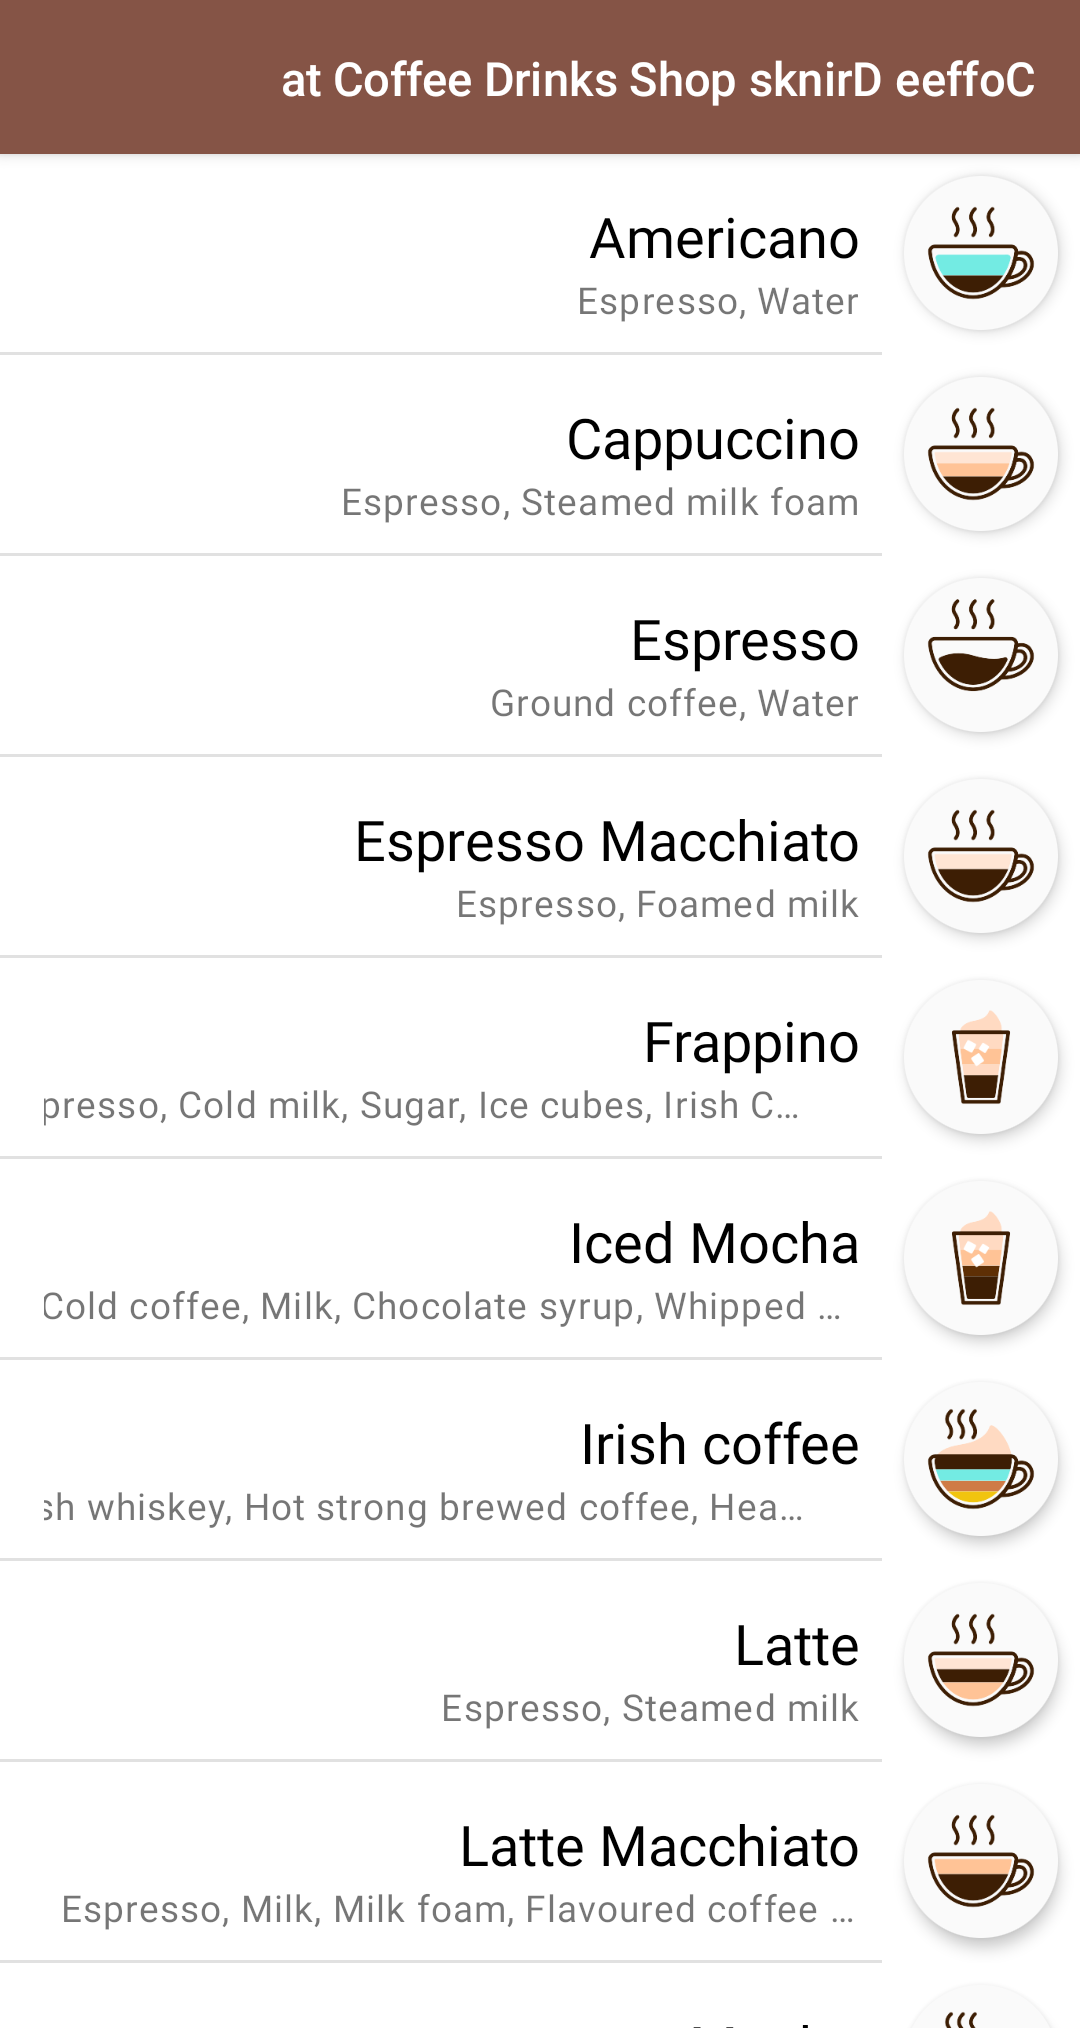 at Coffee Drinks Shop sknirD eeffoC
Americano
Espresso, Water
Cappuccino
Espresso, Steamed milk foam
Espresso
Ground coffee, Water
Espresso Macchiato
Espresso, Foamed milk
Frappino
presso, Cold milk, Sugar, Ice cubes, Irish C…
Iced Mocha
Cold coffee, Milk, Chocolate syrup, Whipped …
Irish coffee
sh whiskey, Hot strong brewed coffee, Hea…
Latte
Espresso, Steamed milk
Latte Macchiato
Espresso, Milk, Milk foam, Flavoured coffee …